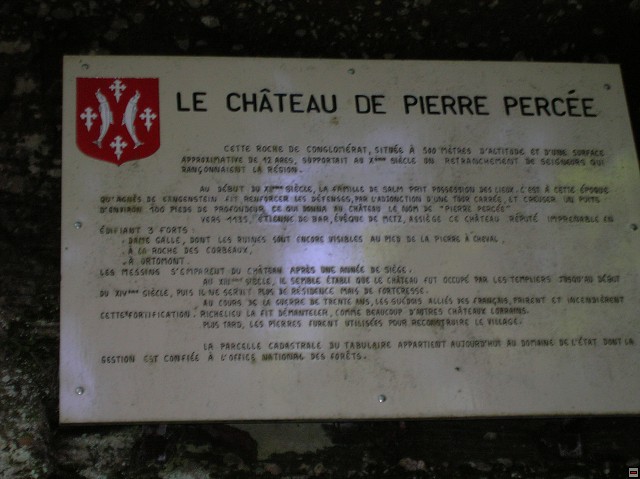 LE CHÂTEAU DE PIERRE PERCÉE
CETTE ROCHE DE CONGLOMÉRAT, SITUÉE À 500 MÈTRES D'ALTITUDE ET D'UNE SURFACE
APPROXIMATIVE DE 12 ARES, SUPPORTAIT AU Xème SIÈCLE UN RETRANCHEMENT DE SEIGNEURS QUI
RANÇONNAIENT LA RÉGION.
AU DÉBUT DU XIème SIÈCLE, LA FAMILLE DE SALM PRIT POSSESSION DES LIEUX. C'EST À CETTE ÉPOQUE
QU'AGNÈS DE LANGENSTEIN FIT RENFORCER LES DÉFENSES, PAR L'ADJONCTION D'UNE TOUR CARRÉE, ET CREUSER UN PUITS
D'ENVIRON 100 PIEDS DE PROFONDEUR, CE QUI DONNA AU CHÂTEAU LE NOM DE "PIERRE PERCÉE"
VERS 1135, ÉTIENNE DE BAR, ÉVÊQUE DE METZ, ASSIÈGE CE CHÂTEAU RÉPUTÉ IMPRENABLE EN
ÉDIFIANT 3 FORTS :
- DAME GALLE, DONT LES RUINES SONT ENCORE VISIBLES AU PIED DE LA PIERRE À CHEVAL,
- À LA ROCHE DES CORBEAUX,
- À ORTOMONT.
LES MESSINS S'EMPARENT DU CHÂTEAU APRÈS UNE ANNÉE DE SIÈGE.
AU XIIIème SIÈCLE, IL SEMBLE ÉTABLI QUE LE CHÂTEAU FUT OCCUPÉ PAR LES TEMPLIERS JUSQU'AU DÉBUT
DU XIVème SIÈCLE, PUIS IL NE SERVIT PLUS DE RÉSIDENCE MAIS DE FORTERESSE.
AU COURS DE LA GUERRE DE TRENTE ANS, LES SUÉDOIS ALLIÉS DES FRANÇAIS, PRIRENT ET INCENDIÈRENT
CETTE FORTIFICATION. RICHELIEU LA FIT DÉMANTELER, COMME BEAUCOUP D'AUTRES CHÂTEAUX LORRAINS.
PLUS TARD, LES PIERRES FURENT UTILISÉES POUR RECONSTRUIRE LE VILLAGE.
LA PARCELLE CADASTRALE DU TABULAIRE APPARTIENT AUJOURD'HUI AU DOMAINE DE L'ÉTAT DONT LA
GESTION EST CONFIÉE À L'OFFICE NATIONAL DES FORÊTS.